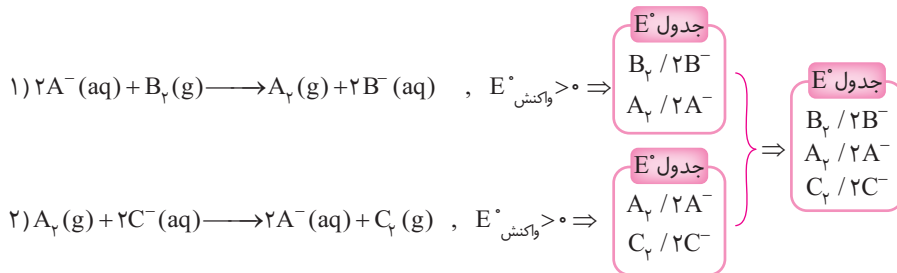 ۱) ۲A⁻(aq) + B₂(g) ⟶ A₂(g) + ۲B⁻(aq) , E°واکنش > ۰ ⇒
جدول E°
B₂ / ۲B⁻
A₂ / ۲A⁻
۲) A₂(g) + ۲C⁻(aq) ⟶ ۲A⁻(aq) + C₂(g) , E°واکنش > ۰ ⇒
جدول E°
A₂ / ۲A⁻
C₂ / ۲C⁻
⇒
جدول E°
B₂ / ۲B⁻
A₂ / ۲A⁻
C₂ / ۲C⁻